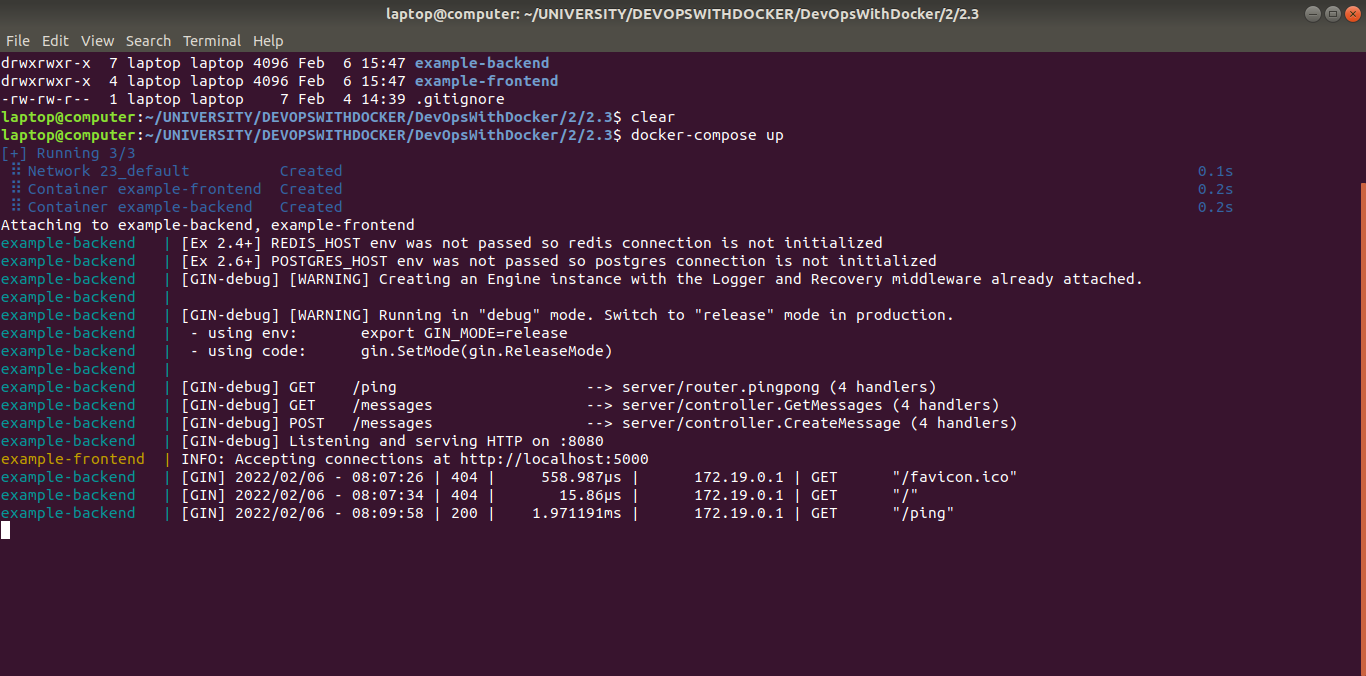 laptop@computer: ~/UNIVERSITY/DEVOPSWITHDOCKER/DevOpsWithDocker/2/2.3
File Edit View Search Terminal Help
drwxrwxr-x  7 laptop laptop 4096 Feb  6 15:47 example-backend
drwxrwxr-x  4 laptop laptop 4096 Feb  6 15:47 example-frontend
-rw-rw-r--  1 laptop laptop    7 Feb  4 14:39 .gitignore
laptop@computer:~/UNIVERSITY/DEVOPSWITHDOCKER/DevOpsWithDocker/2/2.3$ clear
laptop@computer:~/UNIVERSITY/DEVOPSWITHDOCKER/DevOpsWithDocker/2/2.3$ docker-compose up
[+] Running 3/3
 ⠿ Network 23_default          Created          0.1s
 ⠿ Container example-frontend  Created          0.2s
 ⠿ Container example-backend   Created          0.2s
Attaching to example-backend, example-frontend
example-backend   | [Ex 2.4+] REDIS_HOST env was not passed so redis connection is not initialized
example-backend   | [Ex 2.6+] POSTGRES_HOST env was not passed so postgres connection is not initialized
example-backend   | [GIN-debug] [WARNING] Creating an Engine instance with the Logger and Recovery middleware already attached.
example-backend   |
example-backend   | [GIN-debug] [WARNING] Running in "debug" mode. Switch to "release" mode in production.
example-backend   |  - using env:       export GIN_MODE=release
example-backend   |  - using code:      gin.SetMode(gin.ReleaseMode)
example-backend   |
example-backend   | [GIN-debug] GET    /ping                     --> server/router.pingpong (4 handlers)
example-backend   | [GIN-debug] GET    /messages                 --> server/controller.GetMessages (4 handlers)
example-backend   | [GIN-debug] POST   /messages                 --> server/controller.CreateMessage (4 handlers)
example-backend   | [GIN-debug] Listening and serving HTTP on :8080
example-frontend  | INFO: Accepting connections at http://localhost:5000
example-backend   | [GIN] 2022/02/06 - 08:07:26 | 404 |     558.987µs |      172.19.0.1 | GET      "/favicon.ico"
example-backend   | [GIN] 2022/02/06 - 08:07:34 | 404 |       15.86µs |      172.19.0.1 | GET      "/"
example-backend   | [GIN] 2022/02/06 - 08:09:58 | 200 |    1.971191ms |      172.19.0.1 | GET      "/ping"